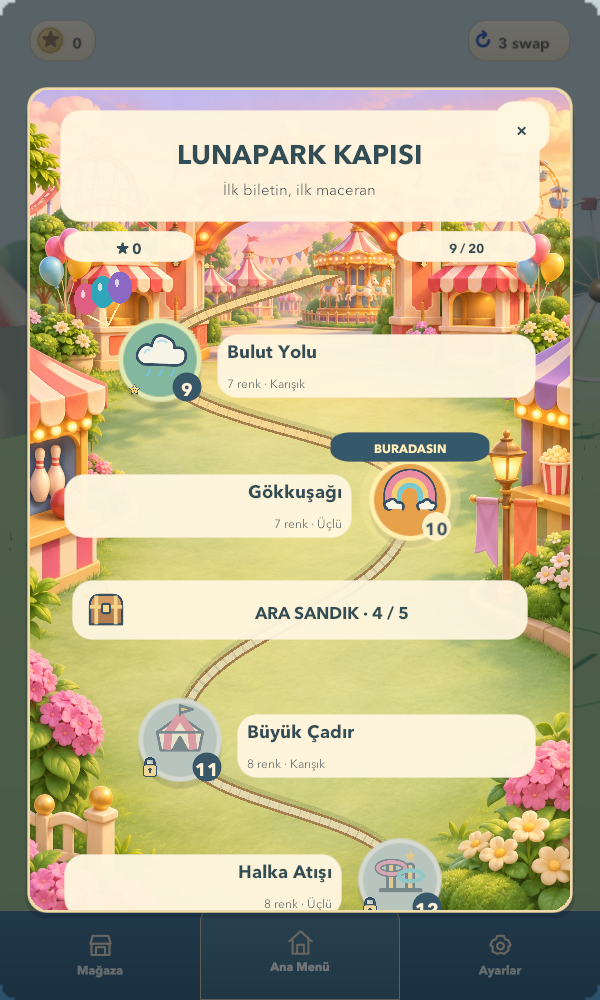 0
3 swap
×
LUNAPARK KAPISI
İlk biletin, ilk maceran
★ 0
9 / 20
Bulut Yolu
7 renk · Karışık
9
BURADASIN
Gökkuşağı
7 renk · Üçlü
10
ARA SANDIK · 4 / 5
Büyük Çadır
8 renk · Karışık
11
Halka Atışı
8 renk · Üçlü
12
Mağaza
Ana Menü
Ayarlar